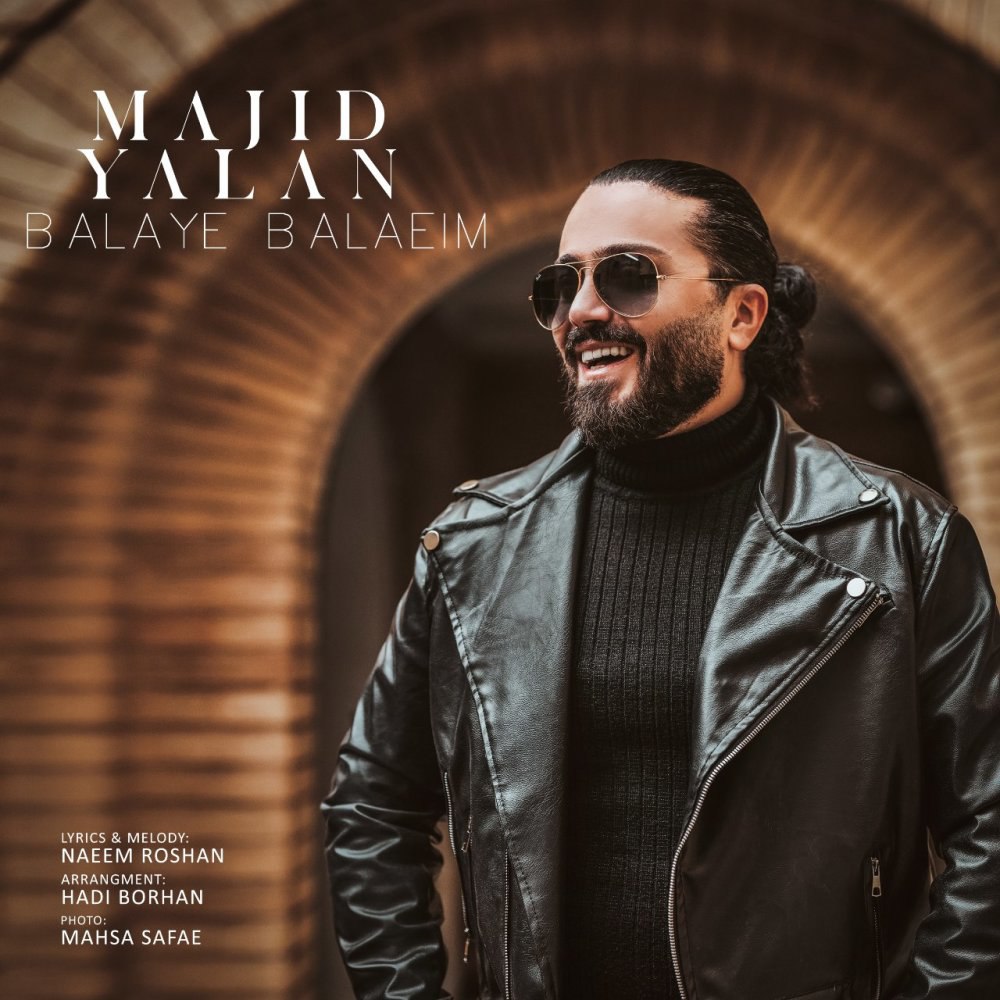 MAJID
YALAN
BALAYE BALAEIM
LYRICS & MELODY:
NAEEM ROSHAN
ARRANGMENT:
HADI BORHAN
PHOTO:
MAHSA SAFAE